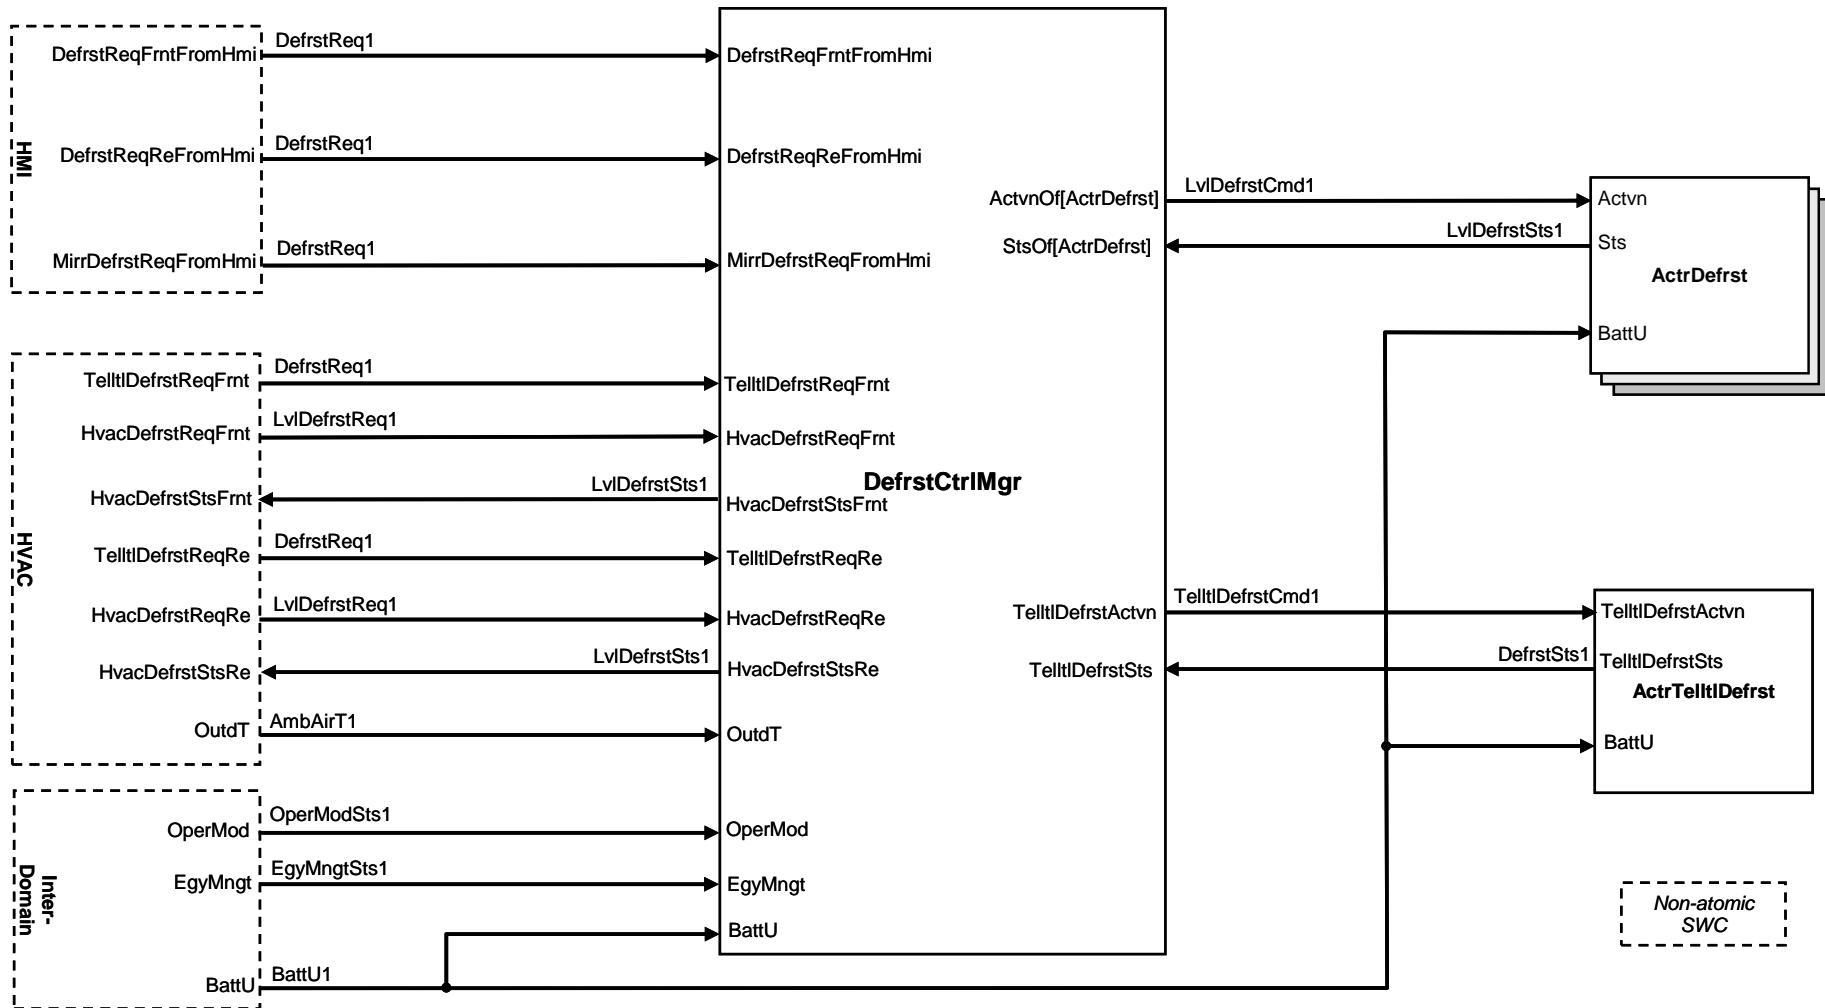 HMI
DefrstReqFrntFromHmi
DefrstReq1
DefrstReqFrntFromHmi
DefrstReqReFromHmi
DefrstReq1
DefrstReqReFromHmi
MirrDefrstReqFromHmi
DefrstReq1
MirrDefrstReqFromHmi
HVAC
TelltlDefrstReqFrnt
DefrstReq1
TelltlDefrstReqFrnt
HvacDefrstReqFrnt
LvlDefrstReq1
HvacDefrstReqFrnt
HvacDefrstStsFrnt
LvlDefrstSts1
HvacDefrstStsFrnt
TelltlDefrstReqRe
DefrstReq1
TelltlDefrstReqRe
HvacDefrstReqRe
LvlDefrstReq1
HvacDefrstReqRe
HvacDefrstStsRe
LvlDefrstSts1
HvacDefrstStsRe
OutdT
AmbAirT1
OutdT
Inter-
Domain
OperMod
OperModSts1
OperMod
EgyMngt
EgyMngtSts1
EgyMngt
BattU
BattU1
BattU
DefrstCtrlMgr
ActvnOf[ActrDefrst]
LvlDefrstCmd1
Actvn
StsOf[ActrDefrst]
LvlDefrstSts1
Sts
ActrDefrst
BattU
TelltlDefrstActvn
TelltlDefrstCmd1
TelltlDefrstActvn
TelltlDefrstSts
DefrstSts1
TelltlDefrstSts
ActrTelltlDefrst
BattU
Non-atomic
SWC